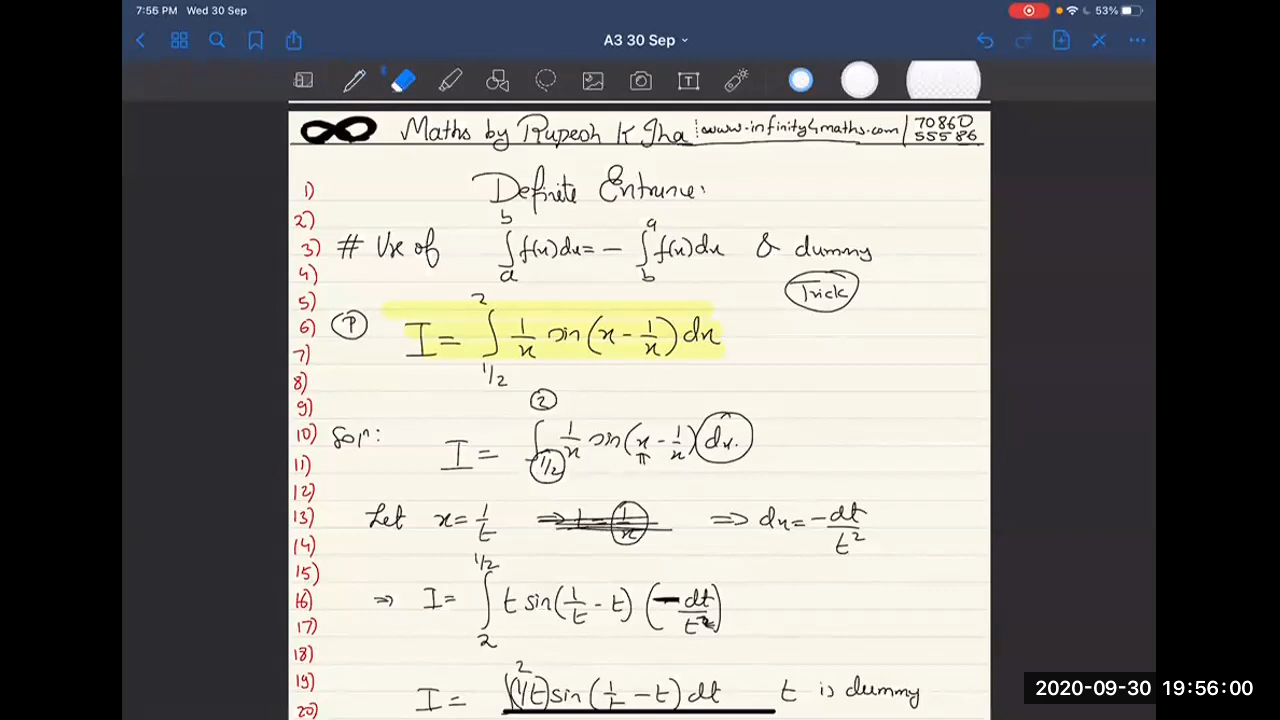 7:56 PM Wed 30 Sep
53%
A3 30 Sep
T
Maths by Rupesh K Jha www.infinity4maths.com 70860 55586
1) Definite Entrance:
2)
3) # Use of ∫_a^b f(x)dx = - ∫_b^a f(x)dx & dummy
4) Trick
5)
6) (P) I = ∫_{1/2}^2 1/x sin(x - 1/x) dx
7)
8)
9)
10) Sol: I = ∫_{1/2}^2 1/x sin(x - 1/x) dx.
11)
12)
13) Let x = 1/t ⇒ dx = -dt/t²
14)
15)
16) ⇒ I = ∫_2^{1/2} t sin(1/t - t) (-dt/t²)
17)
18)
19) I = ∫^2 (1/t) sin(1/t - t) dt t is dummy
20)
2020-09-30 19:56:00